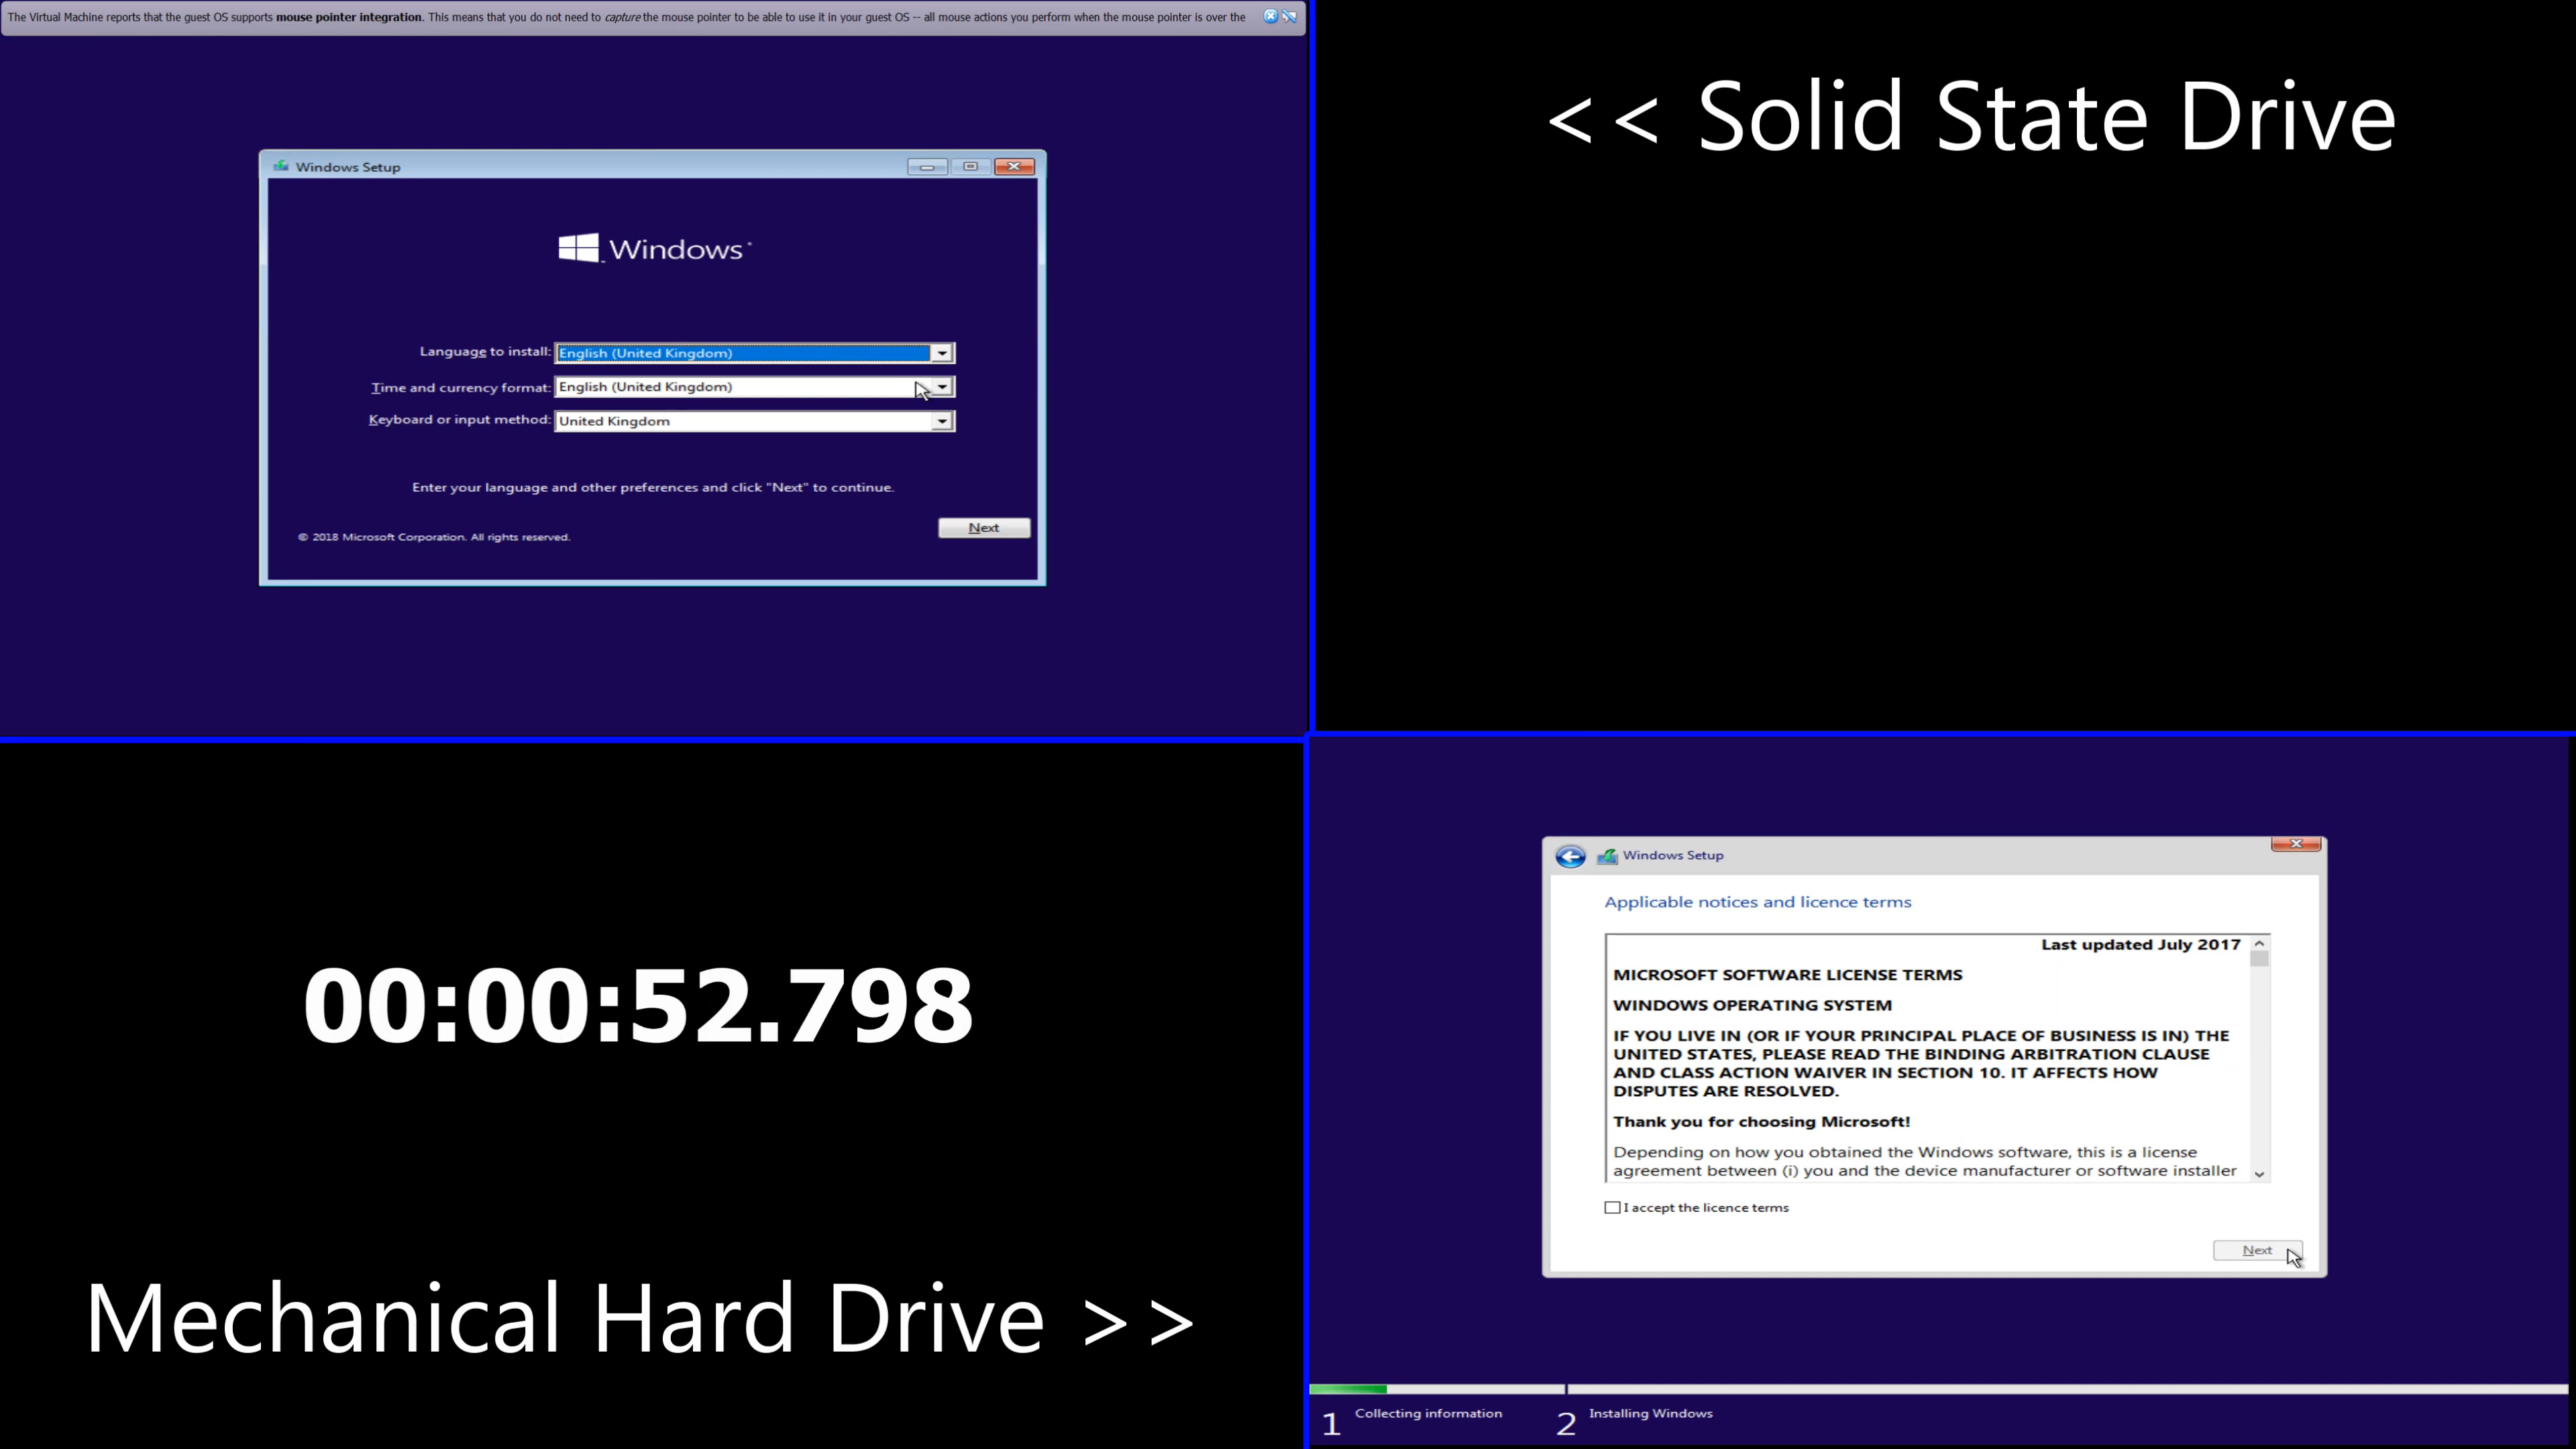 The Virtual Machine reports that the guest OS supports mouse pointer integration. This means that you do not need to capture the mouse pointer to be able to use it in your guest OS -- all mouse actions you perform when the mouse pointer is over the
<< Solid State Drive
Windows Setup
Windows
Language to install: English (United Kingdom)
Time and currency format: English (United Kingdom)
Keyboard or input method: United Kingdom
Enter your language and other preferences and click "Next" to continue.
Next
© 2018 Microsoft Corporation. All rights reserved.
00:00:52.798
Mechanical Hard Drive >>
Windows Setup
Applicable notices and licence terms
Last updated July 2017
MICROSOFT SOFTWARE LICENSE TERMS
WINDOWS OPERATING SYSTEM
IF YOU LIVE IN (OR IF YOUR PRINCIPAL PLACE OF BUSINESS IS IN) THE
UNITED STATES, PLEASE READ THE BINDING ARBITRATION CLAUSE
AND CLASS ACTION WAIVER IN SECTION 10. IT AFFECTS HOW
DISPUTES ARE RESOLVED.
Thank you for choosing Microsoft!
Depending on how you obtained the Windows software, this is a license
agreement between (i) you and the device manufacturer or software installer
I accept the licence terms
Next
1 Collecting information
2 Installing Windows